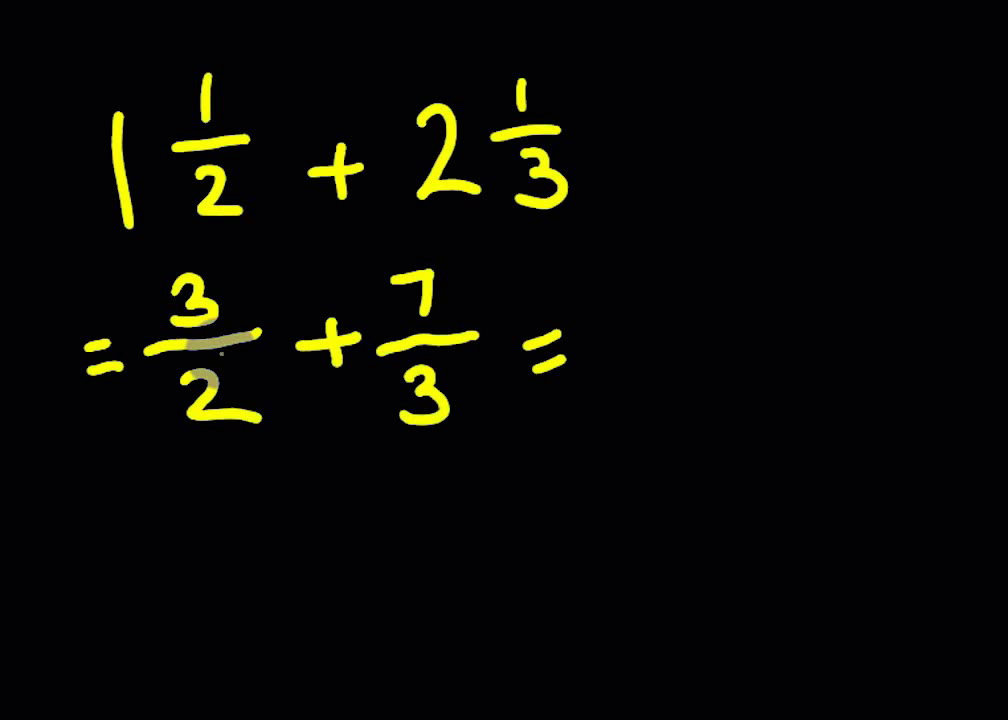 1 1/2 + 2 1/3
= 3/2 + 7/3 =